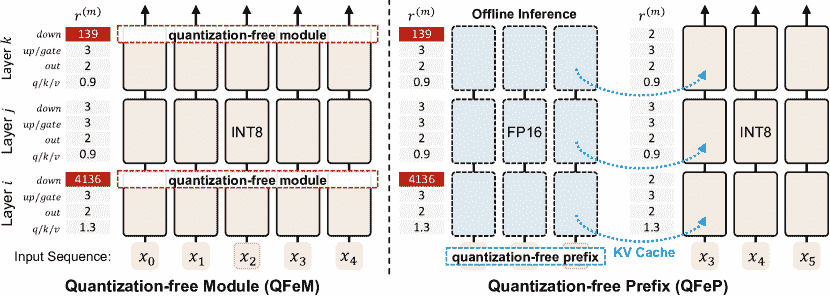 r^(m)
Layer k
down 139 quantization-free module
up/gate 3
out 2
q/k/v 0.9
Layer j
down 3
up/gate 3
out 2
q/k/v 0.9
INT8
Layer i
down 4136 quantization-free module
up/gate 3
out 2
q/k/v 1.3
Input Sequence: x_0 x_1 x_2 x_3 x_4
Quantization-free Module (QFeM)
r^(m) Offline Inference r^(m)
139
3
2
0.9
3
3
2
0.9
FP16
4136
3
2
1.3
quantization-free prefix
KV Cache
2
3
2
0.9
3
3
2
0.9
INT8
2
3
2
1.3
x_3 x_4 x_5
Quantization-free Prefix (QFeP)